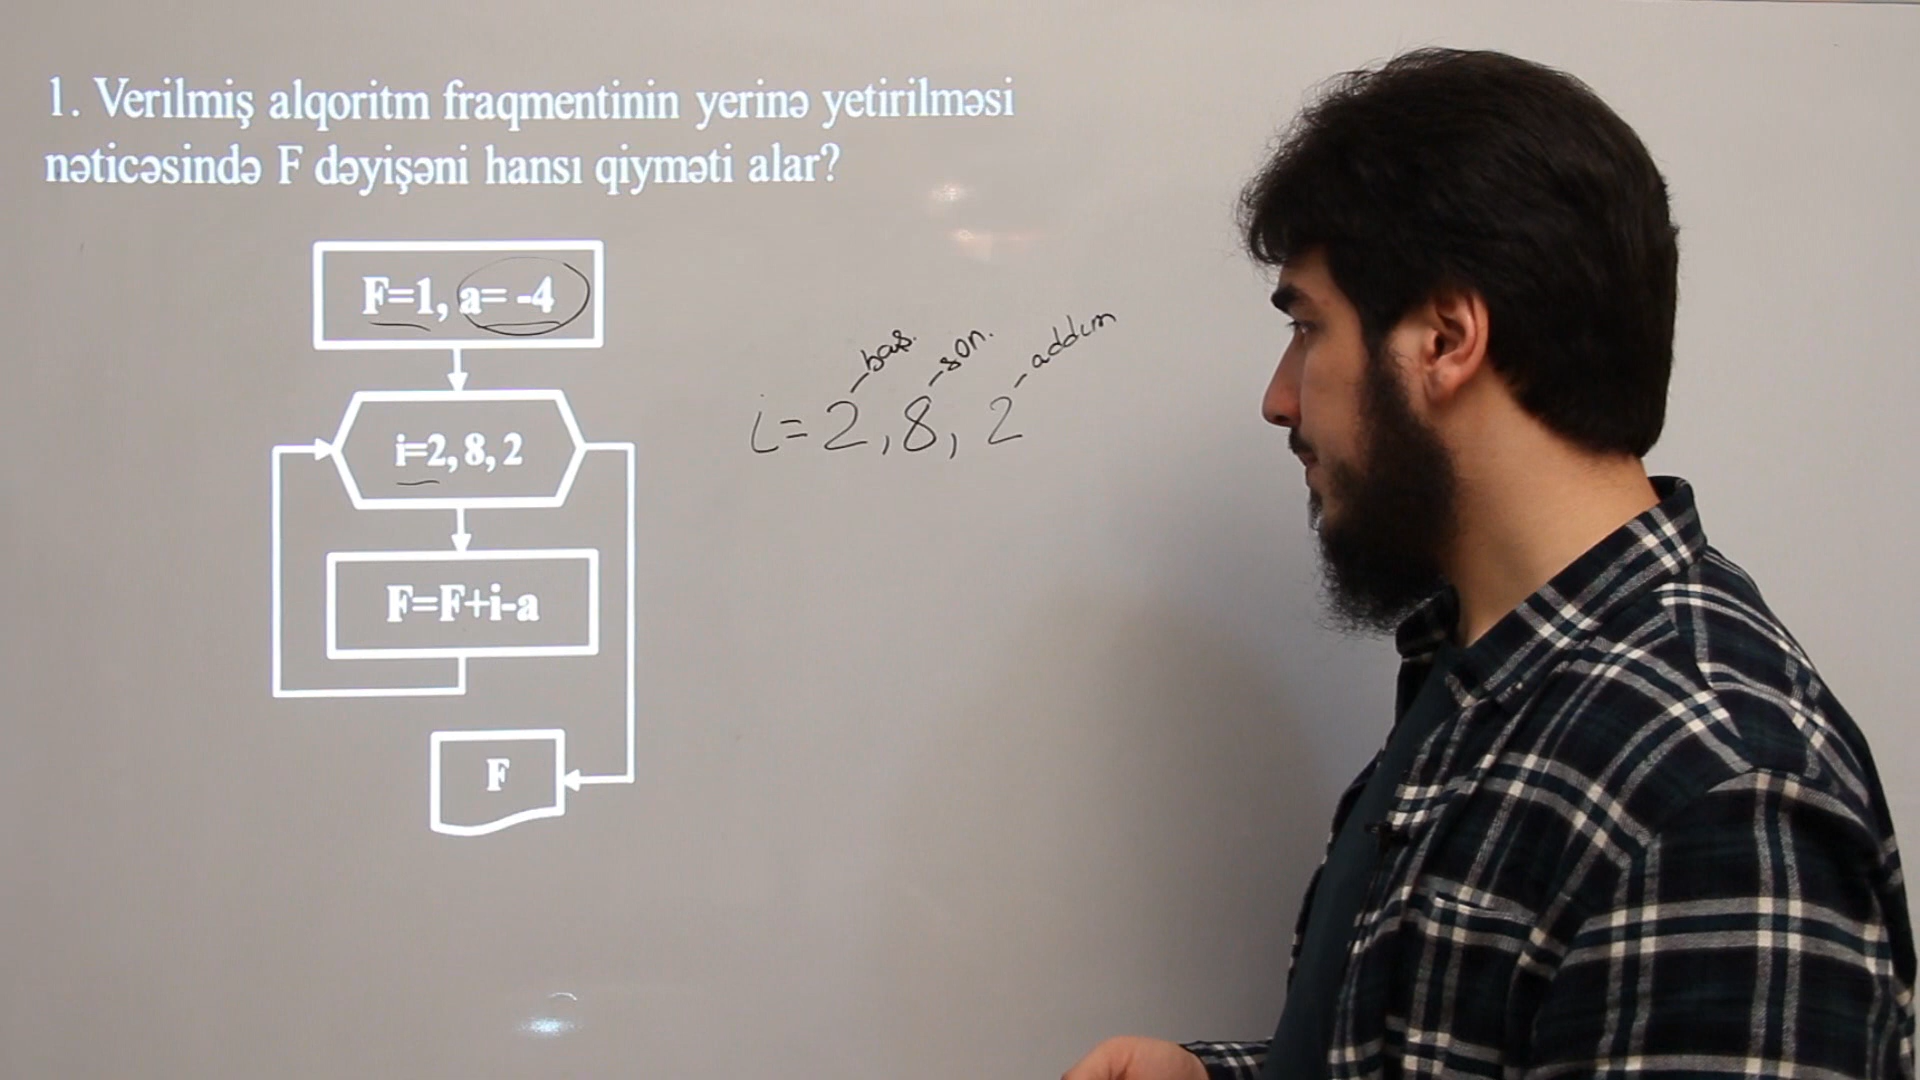 1. Verilmiş alqoritm fraqmentinin yerinə yetirilməsi
nəticəsində F dəyişəni hansı qiyməti alar?
F=1, a= -4
i=2, 8, 2
F=F+i-a
F
baş. son. addım
i=2, 8, 2